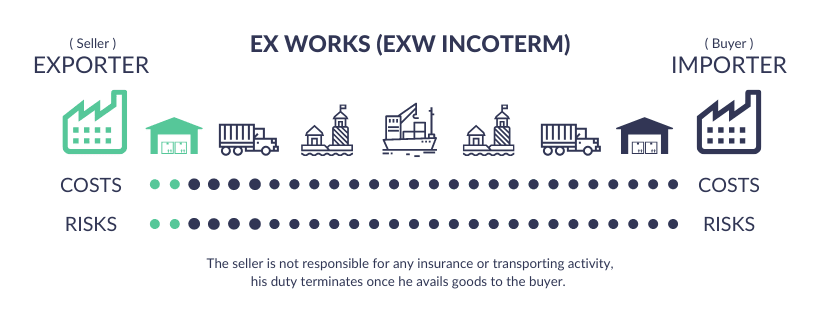 ( Seller )
EXPORTER
EX WORKS (EXW INCOTERM)
( Buyer )
IMPORTER
COSTS
COSTS
RISKS
RISKS
The seller is not responsible for any insurance or transporting activity,
his duty terminates once he avails goods to the buyer.